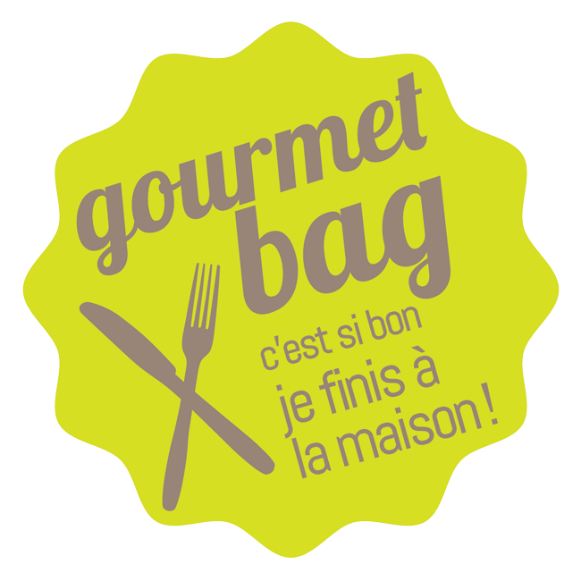 gourmet
bag
c'est si bon
je finis à
la maison !